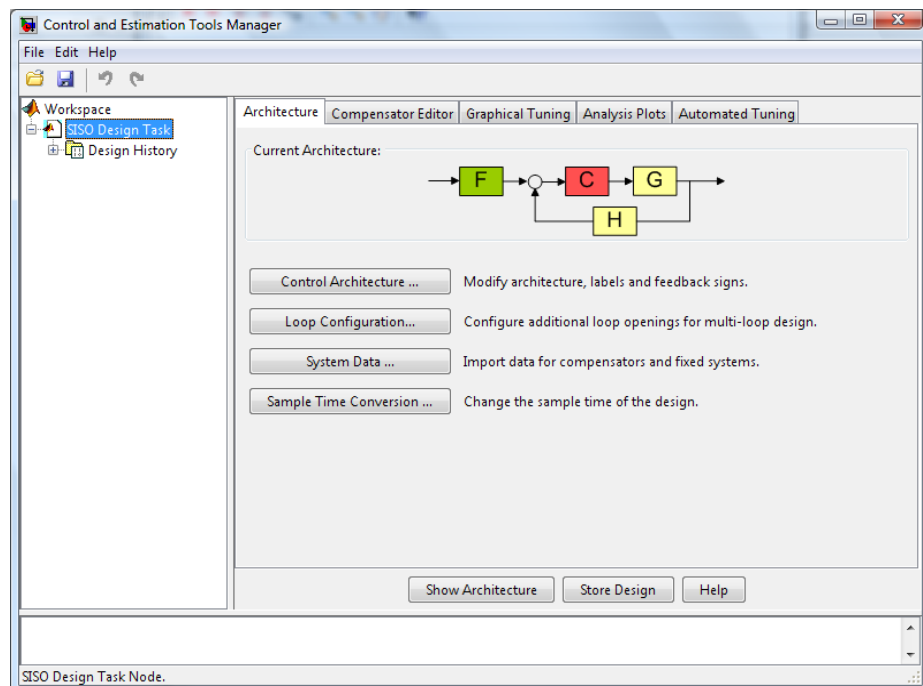 Control and Estimation Tools Manager
File Edit Help
Workspace
SISO Design Task
Design History
Architecture Compensator Editor Graphical Tuning Analysis Plots Automated Tuning
Current Architecture:
F C G
H
Control Architecture ... Modify architecture, labels and feedback signs.
Loop Configuration... Configure additional loop openings for multi-loop design.
System Data ... Import data for compensators and fixed systems.
Sample Time Conversion ... Change the sample time of the design.
Show Architecture Store Design Help
SISO Design Task Node.